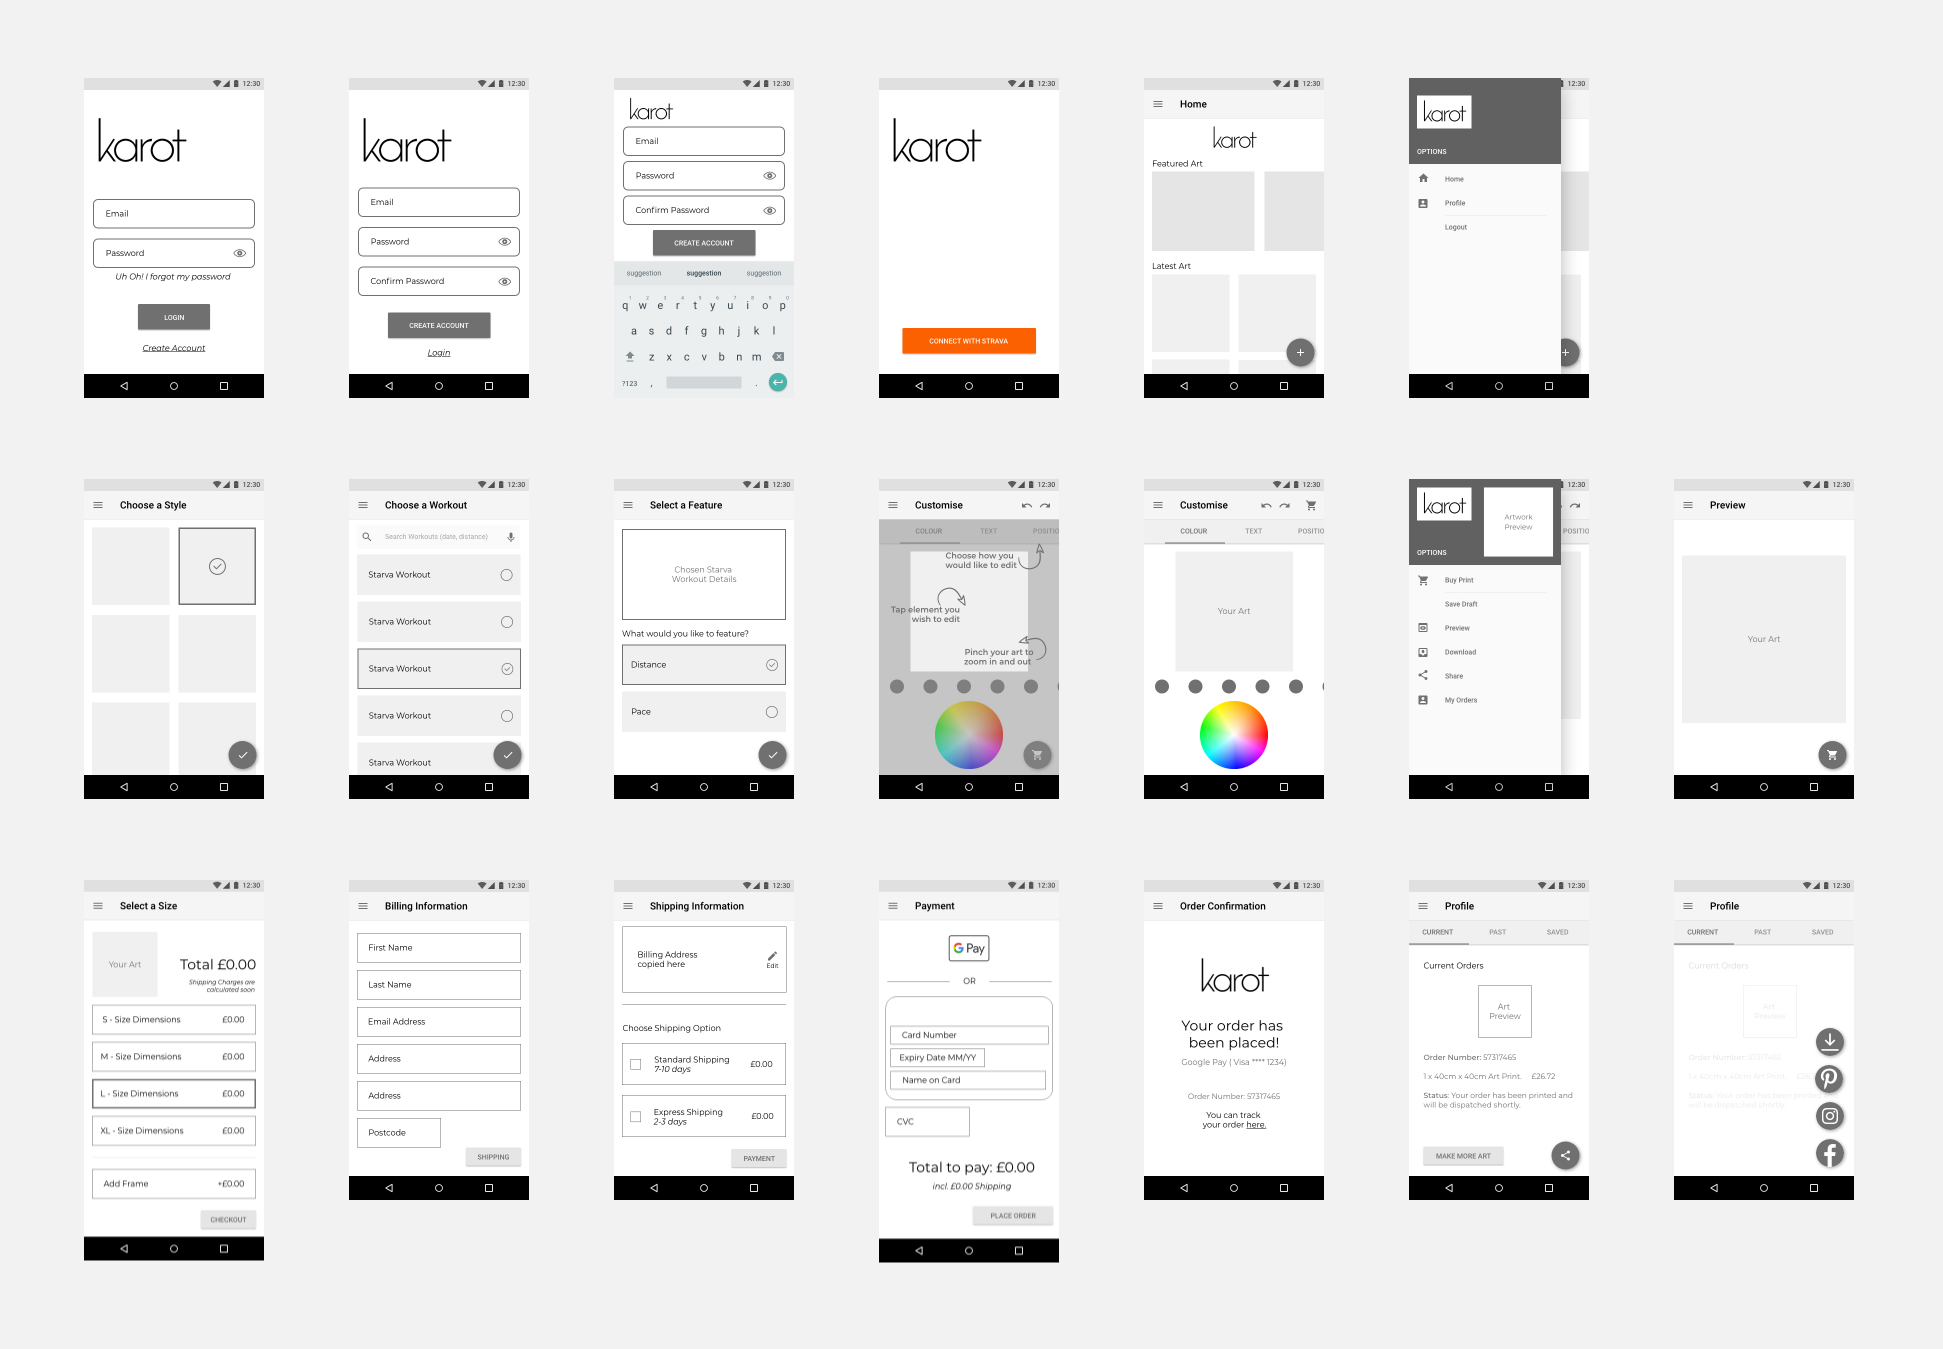 12:30
karot
Email
Password
Uh Oh! I forgot my password
LOGIN
Create Account
12:30
karot
Email
Password
Confirm Password
CREATE ACCOUNT
Login
12:30
karot
Email
Password
Confirm Password
CREATE ACCOUNT
suggestion suggestion suggestion
1 2 3 4 5 6 7 8 9 0
q w e r t y u i o p
a s d f g h j k l
z x c v b n m
?123 , .
12:30
karot
CONNECT WITH STRAVA
12:30
Home
karot
Featured Art
Latest Art
12:30
karot
OPTIONS
Home
Profile
Logout
12:30
Choose a Style
12:30
Choose a Workout
Search Workouts (date, distance)
Starva Workout
Starva Workout
Starva Workout
Starva Workout
Starva Workout
12:30
Select a Feature
Chosen Starva
Workout Details
What would you like to feature?
Distance
Pace
12:30
Customise
COLOUR TEXT POSITIO
Choose how you
would like to edit
Tap element you
wish to edit
Pinch your art to
zoom in and out
12:30
Customise
COLOUR TEXT POSITIO
Your Art
12:30
karot
Artwork
Preview
OPTIONS
POSITIO
Buy Print
Save Draft
Preview
Download
Share
My Orders
12:30
Preview
Your Art
12:30
Select a Size
Your Art
Total £0.00
Shipping Charges are
calculated soon
S - Size Dimensions £0.00
M - Size Dimensions £0.00
L - Size Dimensions £0.00
XL - Size Dimensions £0.00
Add Frame +£0.00
CHECKOUT
12:30
Billing Information
First Name
Last Name
Email Address
Address
Address
Postcode
SHIPPING
12:30
Shipping Information
Billing Address
copied here
Edit
Choose Shipping Option
Standard Shipping
7-10 days
£0.00
Express Shipping
2-3 days
£0.00
PAYMENT
12:30
Payment
G Pay
OR
Card Number
Expiry Date MM/YY
Name on Card
CVC
Total to pay: £0.00
incl. £0.00 Shipping
PLACE ORDER
12:30
Order Confirmation
karot
Your order has
been placed!
Google Pay ( Visa **** 1234)
Order Number: 57317465
You can track
your order here.
12:30
Profile
CURRENT PAST SAVED
Current Orders
Art
Preview
Order Number: 57317465
1 x 40cm x 40cm Art Print. £26.72
Status: Your order has been printed and
will be dispatched shortly.
MAKE MORE ART
12:30
Profile
CURRENT PAST SAVED
Current Orders
Art
Preview
Order Number: 57317465
1 x 40cm x 40cm Art Print.
Status: Your order has been printed
will be dispatched shortly.